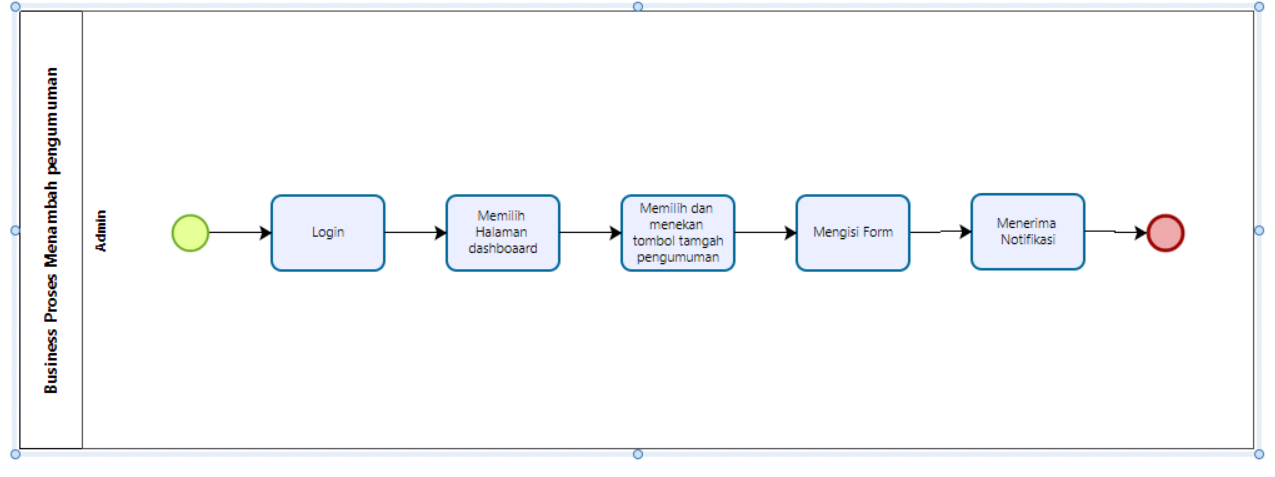 Business Proses Menambah pengumuman
Admin
Login
Memilih
Halaman
dashboaard
Memilih dan
menekan
tombol tamgah
pengumuman
Mengisi Form
Menerima
Notifikasi